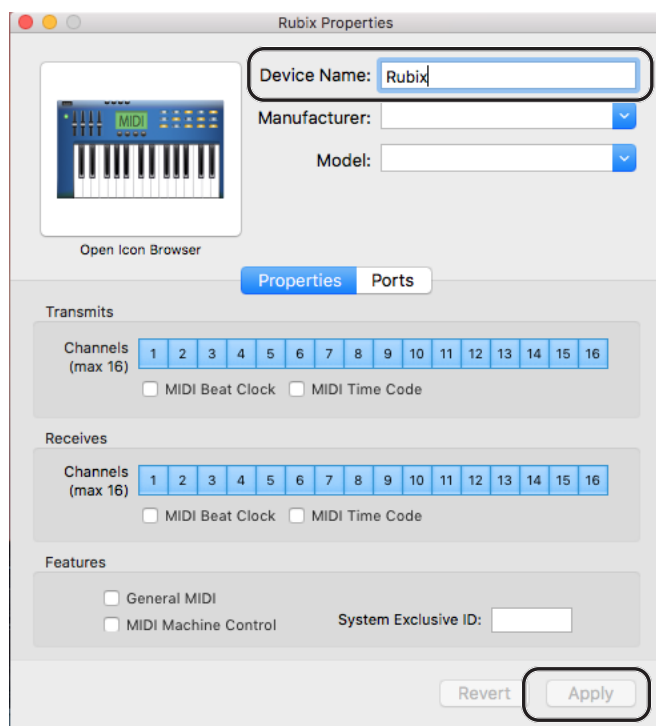 Rubix Properties
Device Name: Rubix
MIDI
Manufacturer:
Model:
Open Icon Browser
Properties Ports
Transmits
Channels 1 2 3 4 5 6 7 8 9 10 11 12 13 14 15 16
(max 16)
MIDI Beat Clock MIDI Time Code
Receives
Channels 1 2 3 4 5 6 7 8 9 10 11 12 13 14 15 16
(max 16)
MIDI Beat Clock MIDI Time Code
Features
General MIDI
MIDI Machine Control System Exclusive ID:
Revert Apply